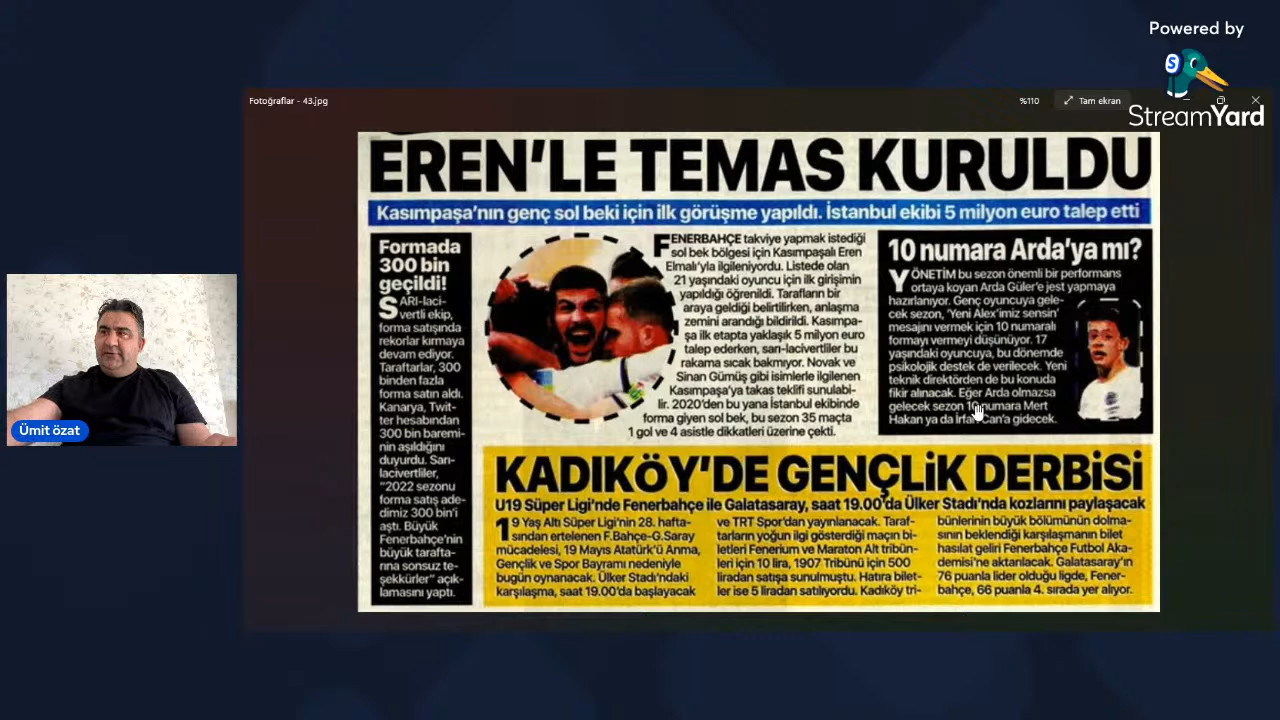 Powered by
S
StreamYard
Fotoğraflar - 43.jpg
%110
Tam ekran
EREN'LE TEMAS KURULDU
Kasımpaşa'nın genç sol beki için ilk görüşme yapıldı. İstanbul ekibi 5 milyon euro talep etti
Formada
300 bin
geçildi!
SARI-laci-
vertli ekip,
forma satışında
rekorlar kırmaya
devam ediyor.
Taraftarlar, 300
binden fazla
forma satın aldı.
Kanarya, Twit-
ter hesabından
300 bin baremi-
nin aşıldığını
duyurdu. Sarı-
lacivertliler,
"2022 sezonu
forma satış ade-
dimiz 300 bin'i
aştı. Büyük
Fenerbahçe'nin
büyük tarafta-
rına sonsuz te-
şekkürler" açık-
lamasını yaptı.
FENERBAHÇE takviye yapmak istediği
sol bek bölgesi için Kasımpaşalı Eren
Elmalı'yla ilgileniyordu. Listede olan
21 yaşındaki oyuncu için ilk girişimin
yapıldığı öğrenildi. Tarafların bir
araya geldiği belirtilirken, anlaşma
zemini arandığı bildirildi. Kasımpa-
şa ilk etapta yaklaşık 5 milyon euro
talep ederken, sarı-lacivertliler bu
rakama sıcak bakmıyor. Novak ve
Sinan Gümüş gibi isimlerle ilgilenen
Kasımpaşa'ya takas teklifi sunulabi-
lir. 2020'den bu yana İstanbul ekibinde
forma giyen sol bek, bu sezon 35 maçta
1 gol ve 4 asistle dikkatleri üzerine çekti.
10 numara Arda'ya mı?
YÖNETİM bu sezon önemli bir performans
ortaya koyan Arda Güler'e jest yapmaya
hazırlanıyor. Genç oyuncuya gele-
cek sezon, 'Yeni Alex'imiz sensin'
mesajını vermek için 10 numaralı
formayı vermeyi düşünüyor. 17
yaşındaki oyuncuya, bu dönemde
psikolojik destek de verilecek. Yeni
teknik direktörden de bu konuda
fikir alınacak. Eğer Arda olmazsa
gelecek sezon 10 numara Mert
Hakan ya da İrfan Can'a gidecek.
KADIKÖY'DE GENÇLİK DERBİSİ
U19 Süper Ligi'nde Fenerbahçe ile Galatasaray, saat 19.00'da Ülker Stadı'nda kozlarını paylaşacak
19 Yaş Altı Süper Ligi'nin 28. hafta-
sından ertelenen F.Bahçe-G.Saray
mücadelesi, 19 Mayıs Atatürk'ü Anma,
Gençlik ve Spor Bayramı nedeniyle
bugün oynanacak. Ülker Stadı'ndaki
karşılaşma, saat 19.00'da başlayacak
ve TRT Spor'dan yayınlanacak. Taraf-
tarların yoğun ilgi gösterdiği maçın bi-
letleri Fenerium ve Maraton Alt tribün-
leri için 10 lira, 1907 Tribünü için 500
liradan satışa sunulmuştu. Hatıra bilet-
ler ise 5 liradan satılıyordu. Kadıköy tri-
bünlerinin büyük bölümünün dolma-
sının beklendiği karşılaşmanın bilet
hasılat geliri Fenerbahçe Futbol Aka-
demisi'ne aktarılacak. Galatasaray'ın
76 puanla lider olduğu ligde, Fener-
bahçe, 66 puanla 4. sırada yer alıyor.
Ümit özat